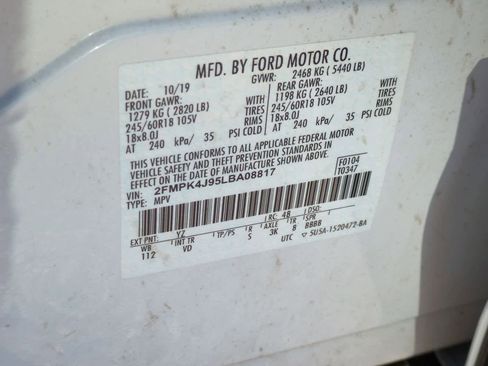 MFD. BY FORD MOTOR CO.
DATE: 10/19 GVWR: 2468 KG ( 5440 LB)
FRONT GAWR: REAR GAWR:
1279 KG ( 2820 LB) WITH 1198 KG ( 2640 LB) WITH
245/60R18 105V TIRES 245/60R18 105V TIRES
18x8.0J RIMS 18x8.0J RIMS
AT 240 kPa/ 35 PSI COLD AT 240 kPa/ 35 PSI COLD
THIS VEHICLE CONFORMS TO ALL APPLICABLE FEDERAL MOTOR
VEHICLE SAFETY AND THEFT PREVENTION STANDARDS IN
EFFECT ON THE DATE OF MANUFACTURE SHOWN ABOVE.
VIN: 2FMPK4J95LBA08817 F0104
TYPE: MPV T0347
EXT PNT: YZ RC: 48 DSO:
WB INT TR TP/PS R AXLE TR SPR
112 VD S 3K 8 BBBB
UTC 5U5A-1520472-BA